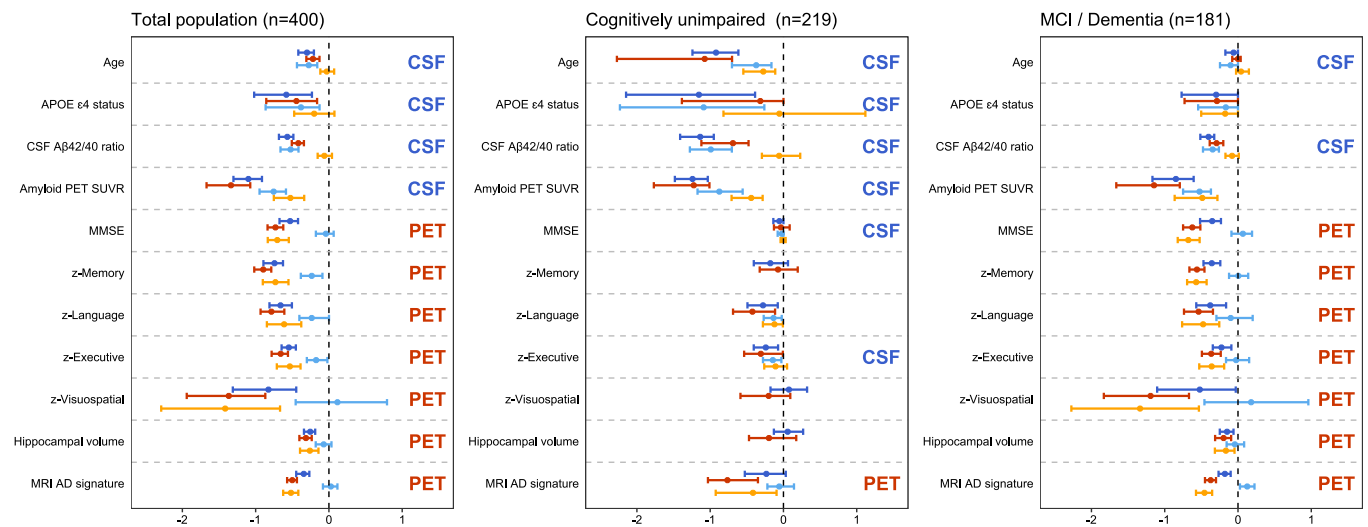 Total population (n=400)
Age CSF
APOE ε4 status CSF
CSF Aβ42/40 ratio CSF
Amyloid PET SUVR CSF
MMSE PET
z-Memory PET
z-Language PET
z-Executive PET
z-Visuospatial PET
Hippocampal volume PET
MRI AD signature PET
-2 -1 0 1
Cognitively unimpaired (n=219)
Age CSF
APOE ε4 status CSF
CSF Aβ42/40 ratio CSF
Amyloid PET SUVR CSF
MMSE CSF
z-Memory
z-Language
z-Executive CSF
z-Visuospatial
Hippocampal volume
MRI AD signature PET
-2 -1 0 1
MCI / Dementia (n=181)
Age CSF
APOE ε4 status
CSF Aβ42/40 ratio CSF
Amyloid PET SUVR
MMSE PET
z-Memory PET
z-Language PET
z-Executive PET
z-Visuospatial PET
Hippocampal volume PET
MRI AD signature PET
-2 -1 0 1